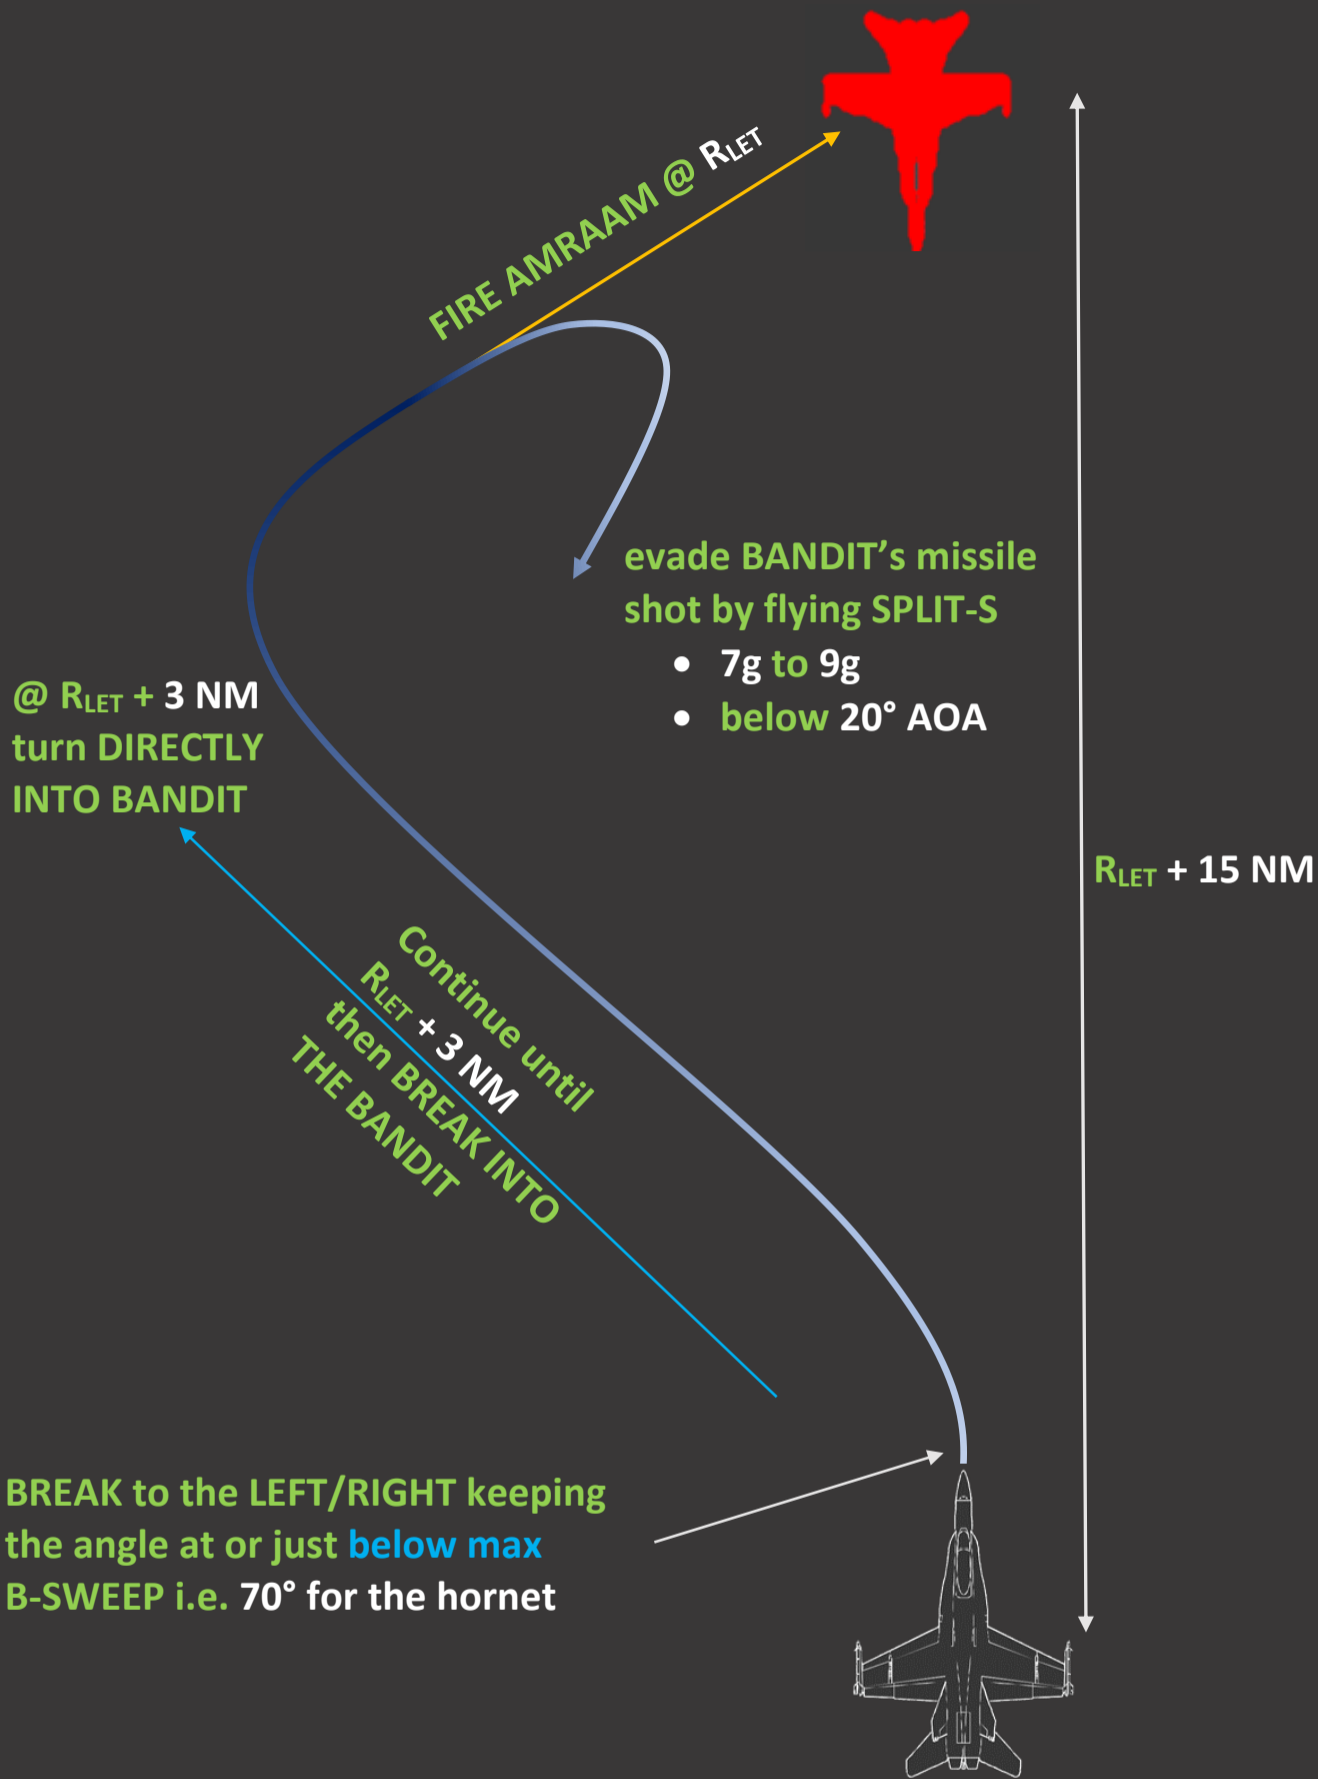 FIRE AMRAAM @ RLET
evade BANDIT’s missile
shot by flying SPLIT-S
● 7g to 9g
● below 20° AOA
@ RLET + 3 NM
turn DIRECTLY
INTO BANDIT
RLET + 15 NM
Continue until
RLET + 3 NM
then BREAK INTO
THE BANDIT
BREAK to the LEFT/RIGHT keeping
the angle at or just below max
B-SWEEP i.e. 70° for the hornet